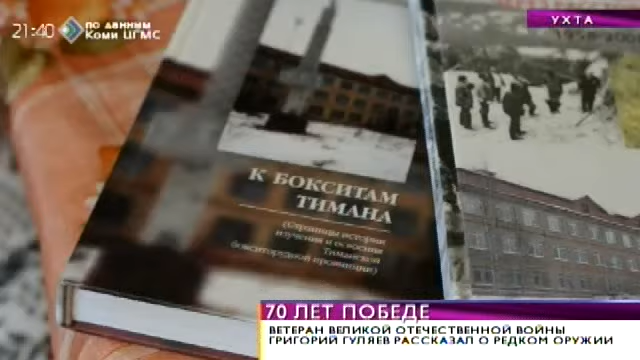 21:40
по данным
Коми ЦГМС
УХТА
К БОКСИТАМ
ТИМАНА
(Страницы истории
изучения и освоения
Тиманской
бокситорудной провинции)
70 ЛЕТ ПОБЕДЕ
ВЕТЕРАН ВЕЛИКОЙ ОТЕЧЕСТВЕННОЙ ВОЙНЫ
ГРИГОРИЙ ГУЛЯЕВ РАССКАЗАЛ О РЕДКОМ ОРУЖИИ